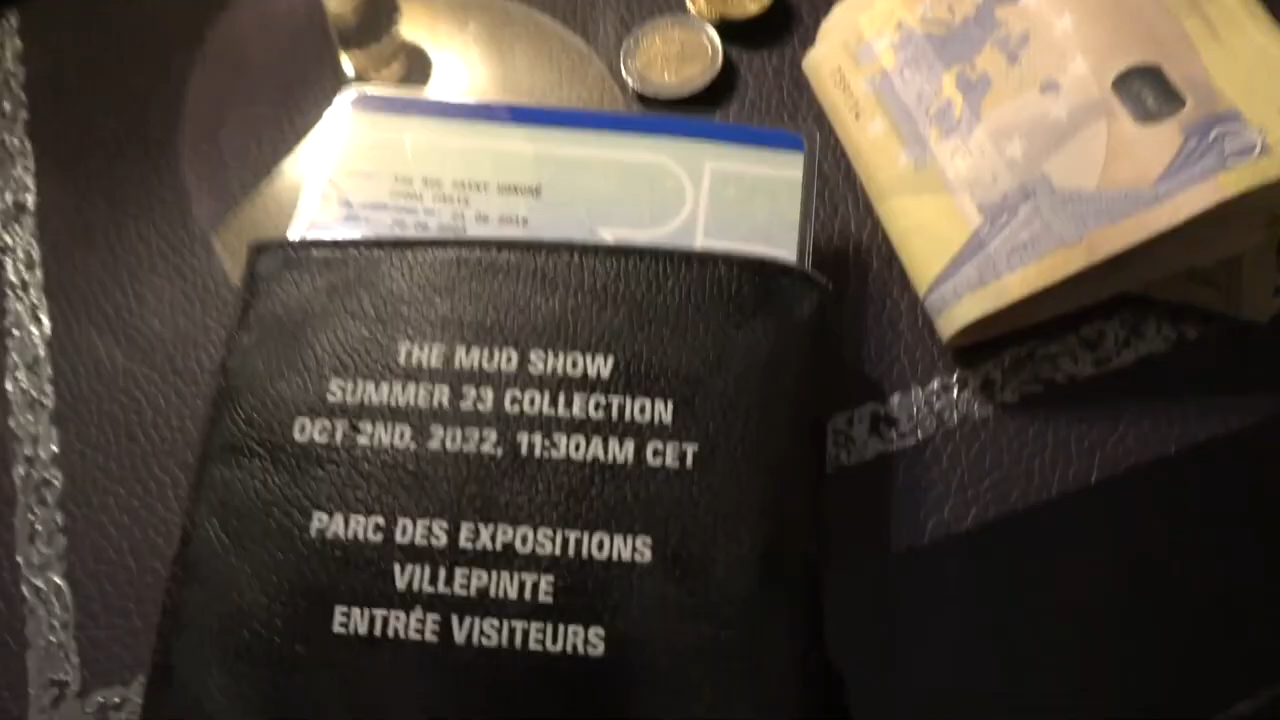 THE MUD SHOW
SUMMER 23 COLLECTION
OCT 2ND, 2022, 11:30AM CET
PARC DES EXPOSITIONS
VILLEPINTE
ENTRÉE VISITEURS